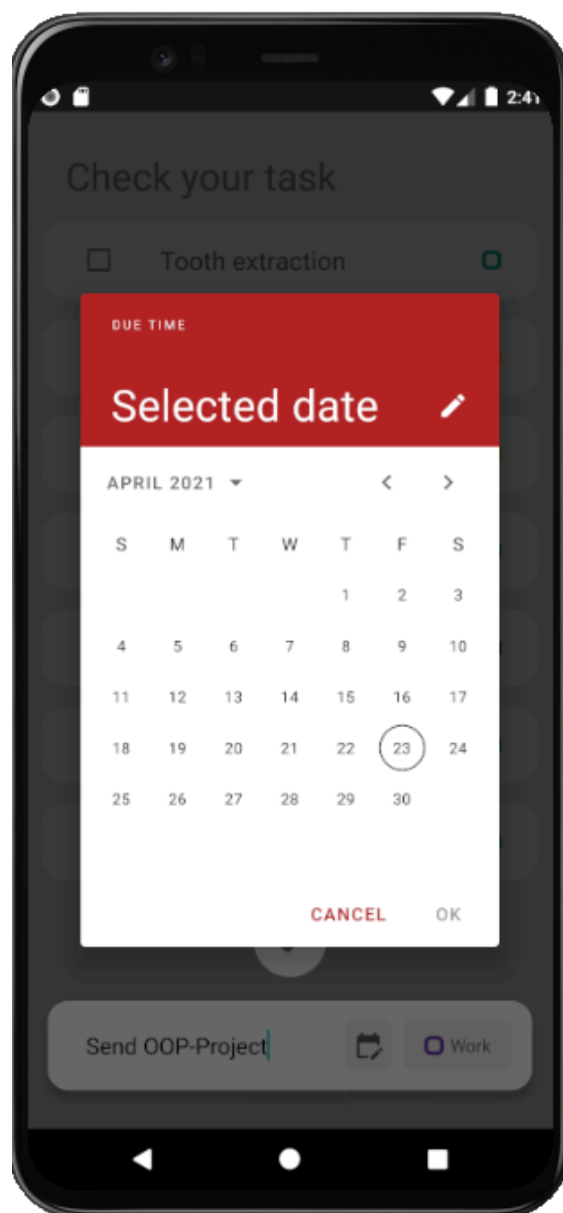 2:41
Check your task
Tooth extraction
DUE TIME
Selected date
APRIL 2021
S M T W T F S
1 2 3
4 5 6 7 8 9 10
11 12 13 14 15 16 17
18 19 20 21 22 23 24
25 26 27 28 29 30
CANCEL OK
Send OOP-Project Work